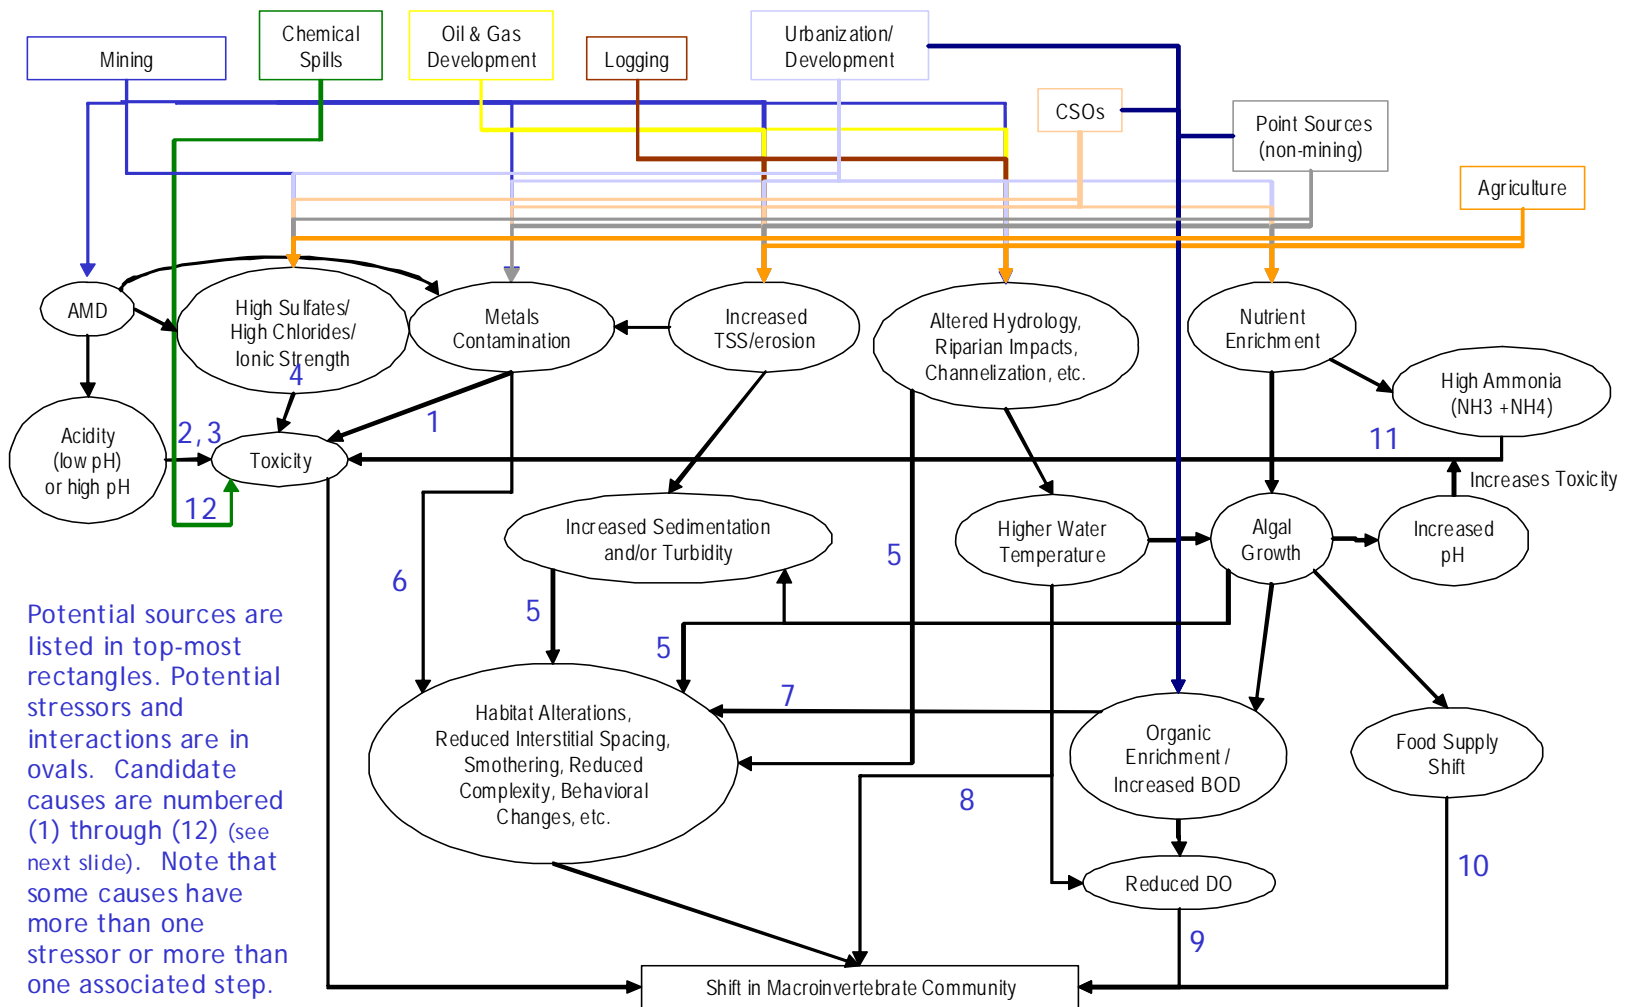 Mining
Chemical
Spills
Oil & Gas
Development
Logging
Urbanization/
Development
CSOs
Point Sources
(non-mining)
Agriculture
AMD
High Sulfates/
High Chlorides/
Ionic Strength
4
Metals
Contamination
Increased
TSS/erosion
Altered Hydrology,
Riparian Impacts,
Channelization, etc.
Nutrient
Enrichment
High Ammonia
(NH3 +NH4)
Acidity
(low pH)
or high pH
2, 3
Toxicity
1
11
12
Increases Toxicity
Increased Sedimentation
and/or Turbidity
Higher Water
Temperature
Algal
Growth
Increased
pH
6
5
5
5
7
Habitat Alterations,
Reduced Interstitial Spacing,
Smothering, Reduced
Complexity, Behavioral
Changes, etc.
Organic
Enrichment /
Increased BOD
Food Supply
Shift
8
Reduced DO
9
10
Shift in Macroinvertebrate Community
Potential sources are
listed in top-most
rectangles. Potential
stressors and
interactions are in
ovals. Candidate
causes are numbered
(1) through (12) (see
next slide). Note that
some causes have
more than one
stressor or more than
one associated step.